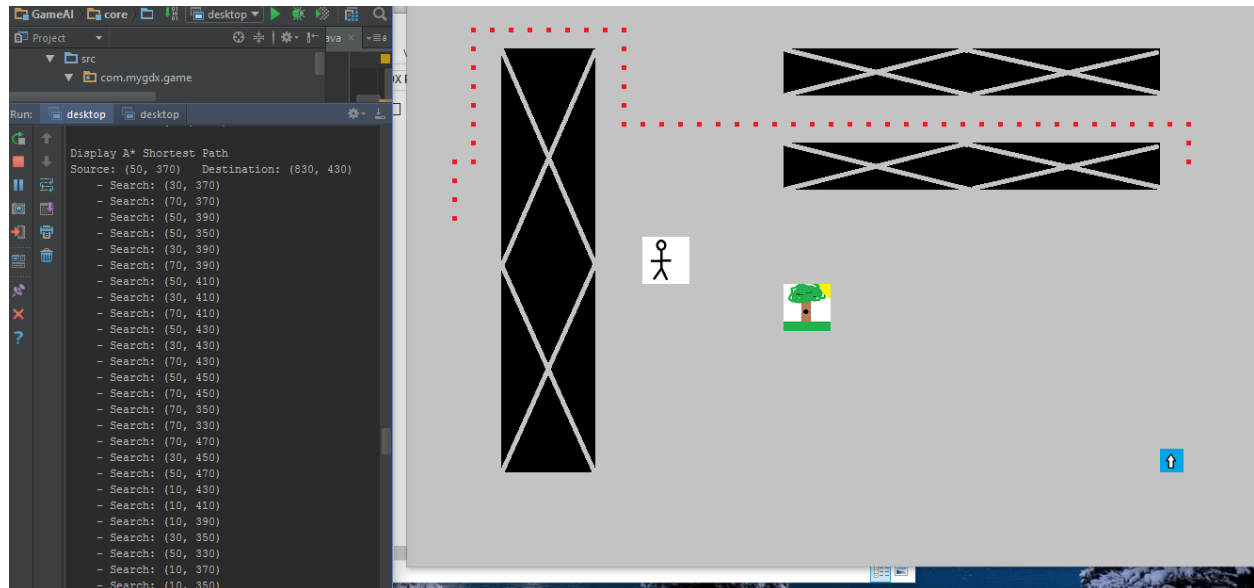 GameAI core desktop
Project ava
src
com.mygdx.game
Run: desktop desktop
Display A* Shortest Path
Source: (50, 370) Destination: (830, 430)
- Search: (30, 370)
- Search: (70, 370)
- Search: (50, 390)
- Search: (50, 350)
- Search: (30, 390)
- Search: (70, 390)
- Search: (50, 410)
- Search: (30, 410)
- Search: (70, 410)
- Search: (50, 430)
- Search: (30, 430)
- Search: (70, 430)
- Search: (50, 450)
- Search: (70, 450)
- Search: (70, 350)
- Search: (70, 330)
- Search: (70, 470)
- Search: (30, 450)
- Search: (50, 470)
- Search: (10, 430)
- Search: (10, 410)
- Search: (10, 390)
- Search: (30, 350)
- Search: (50, 330)
- Search: (10, 370)
- Search: (10, 350)